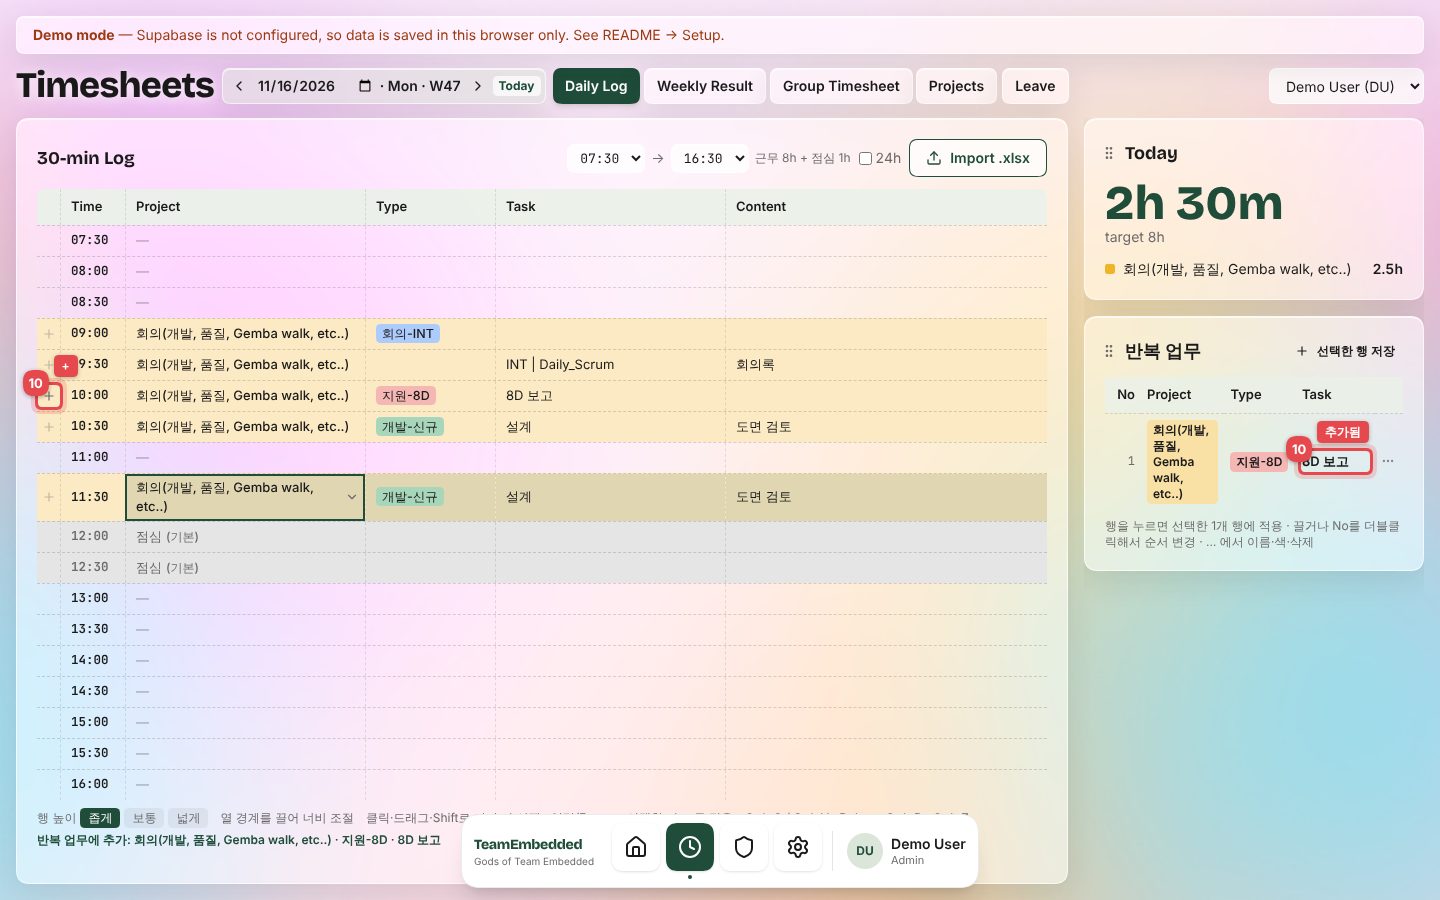 Demo mode — Supabase is not configured, so data is saved in this browser only. See README → Setup.
Timesheets
11/16/2026 · Mon · W47 Today
Daily Log
Weekly Result
Group Timesheet
Projects
Leave
Demo User (DU)
30-min Log
07:30 → 16:30 근무 8h + 점심 1h 24h Import .xlsx
Time Project Type Task Content
07:30 —
08:00 —
08:30 —
+ 09:00 회의(개발, 품질, Gemba walk, etc..) 회의-INT
+ 9:30 회의(개발, 품질, Gemba walk, etc..) INT | Daily_Scrum 회의록
10 + 10:00 회의(개발, 품질, Gemba walk, etc..) 지원-8D 8D 보고
+ 10:30 회의(개발, 품질, Gemba walk, etc..) 개발-신규 설계 도면 검토
11:00 —
+ 11:30 회의(개발, 품질, Gemba walk, etc..) 개발-신규 설계 도면 검토
12:00 점심 (기본)
12:30 점심 (기본)
13:00 —
13:30 —
14:00 —
14:30 —
15:00 —
15:30 —
16:00 —
행 높이 좁게 보통 넓게 열 경계를 끌어 너비 조절 클릭·드래그·Shift로
반복 업무에 추가: 회의(개발, 품질, Gemba walk, etc..) · 지원-8D · 8D 보고
Today
2h 30m
target 8h
회의(개발, 품질, Gemba walk, etc..) 2.5h
반복 업무
+ 선택한 행 저장
No Project Type Task
추가됨
10
1 회의(개발, 품질, Gemba walk, etc..) 지원-8D 8D 보고 ···
행을 누르면 선택한 1개 행에 적용 · 끌거나 No를 더블클
릭해서 순서 변경 · ... 에서 이름·색·삭제
TeamEmbedded
Gods of Team Embedded
DU
Demo User
Admin